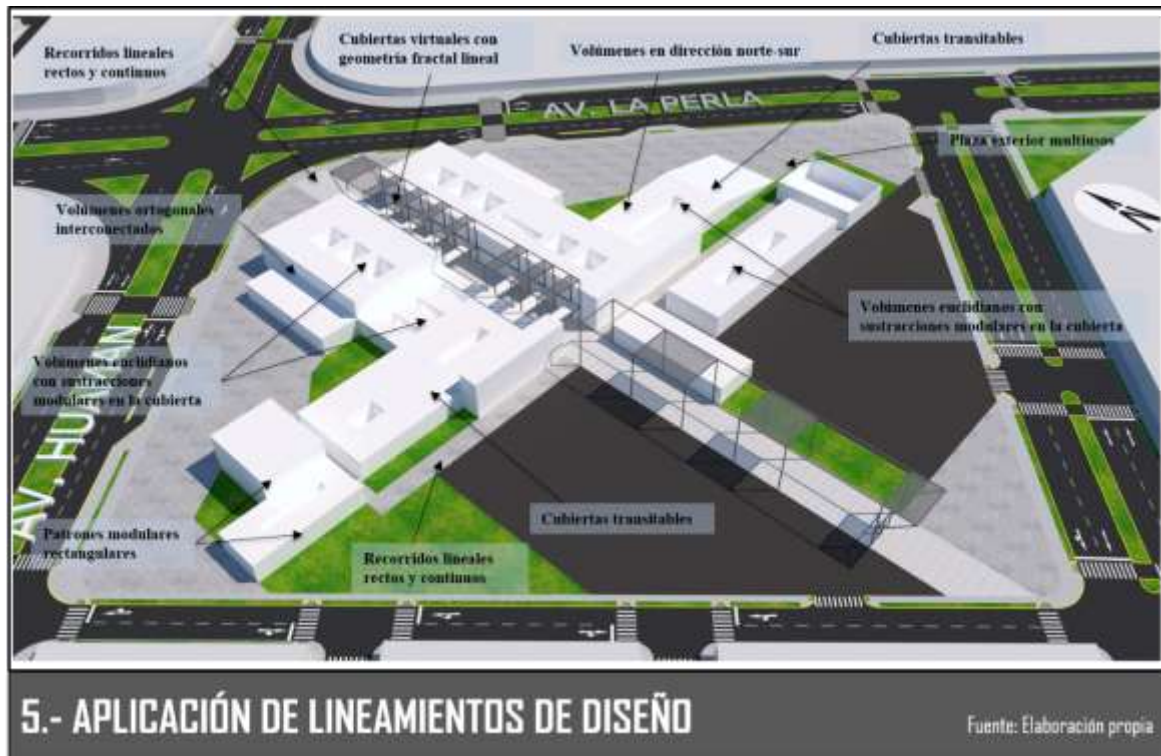 Recorridos lineales
rectos y continuos
Cubiertas virtuales con
geometría fractal lineal
Volúmenes en dirección norte-sur
Cubiertas transitables
AV. LA PERLA
Plaza exterior multiusos
Volúmenes ortogonales
interconectados
N
Volúmenes euclidianos con
sustracciones modulares en la cubierta
Volúmenes euclidianos
con sustracciones
modulares en la cubierta
AV. HUMAN
Patrones modulares
rectangulares
Cubiertas transitables
Recorridos lineales
rectos y continuos
5.- APLICACIÓN DE LINEAMIENTOS DE DISEÑO
Fuente: Elaboración propia